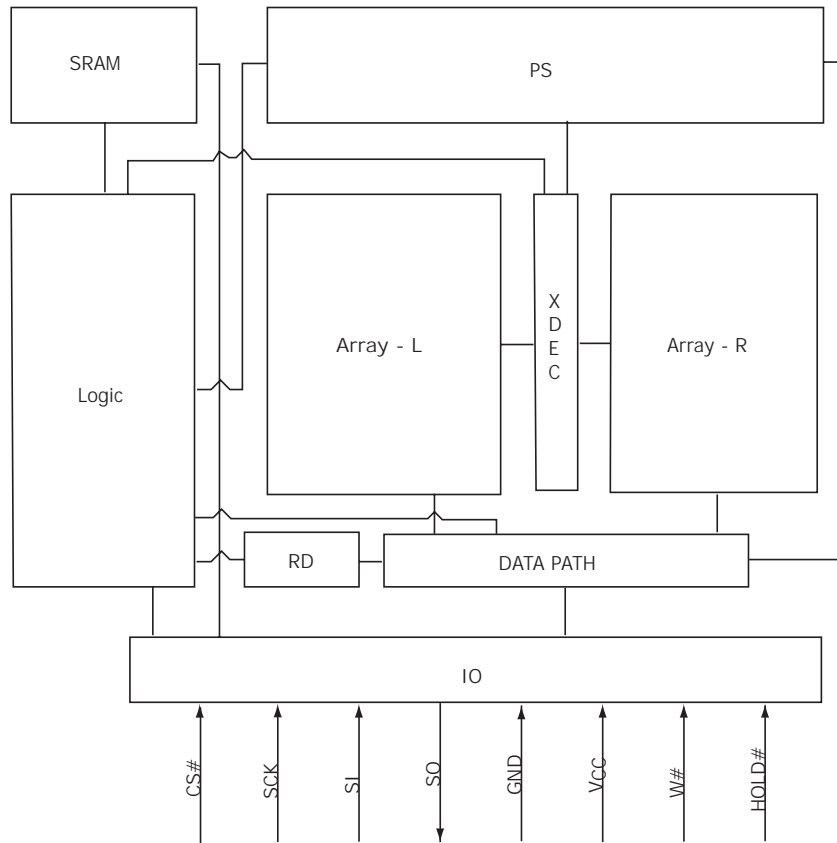 SRAM
PS
Array - L
X
D
E
C
Array - R
Logic
RD
DATA PATH
IO
CS#
SCK
SI
SO
GND
VCC
W#
HOLD#